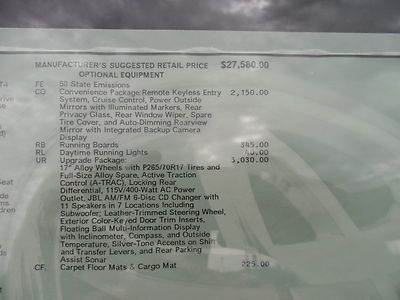 MANUFACTURER'S SUGGESTED RETAIL PRICE $27,580.00
OPTIONAL EQUIPMENT
FE 50 State Emissions
CQ Convenience Package:Remote Keyless Entry 2,150.00
System, Cruise Control, Power Outside
Mirrors with Illuminated Markers, Rear
Privacy Glass, Rear Window Wiper, Spare
Tire Cover, and Auto-Dimming Rearview
Mirror with Integrated Backup Camera
Display
RB Running Boards 345.00
RL Daytime Running Lights 40.00
UR Upgrade Package: 3,030.00
17" Alloy Wheels with P265/70R17 Tires and
Full-Size Alloy Spare, Active Traction
Control (A-TRAC), Locking Rear
Differential, 115V/400-Watt AC Power
Outlet, JBL AM/FM 6-Disc CD Changer with
11 Speakers in 7 Locations Including
Subwoofer; Leather-Trimmed Steering Wheel,
Exterior Color-Keyed Door Trim Inserts,
Floating Ball Multi-Information Display
with Inclinometer, Compass, and Outside
Temperature, Silver-Tone Accents on Shift
and Transfer Levers, and Rear Parking
Assist Sonar
CF. Carpet Floor Mats & Cargo Mat 225.00